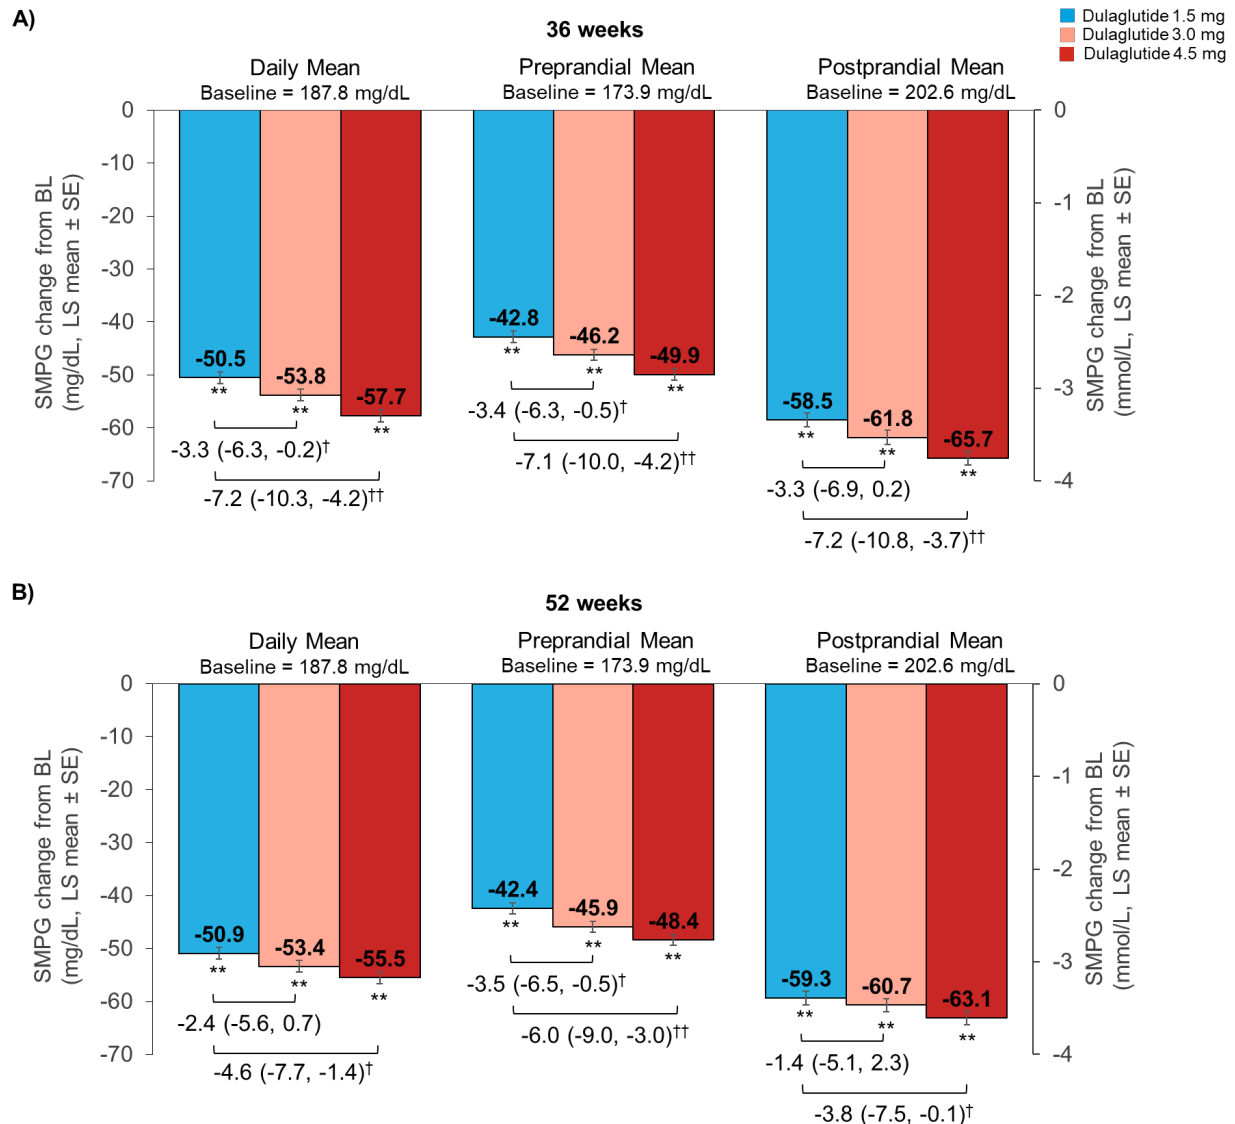 A)
36 weeks
Dulaglutide 1.5 mg
Dulaglutide 3.0 mg
Dulaglutide 4.5 mg
Daily Mean
Baseline = 187.8 mg/dL
Preprandial Mean
Baseline = 173.9 mg/dL
Postprandial Mean
Baseline = 202.6 mg/dL
SMPG change from BL
(mg/dL, LS mean ± SE)
0
-10
-20
-30
-40
-50
-60
-70
-50.5
**
-53.8
**
-57.7
**
-3.3 (-6.3, -0.2)†
-7.2 (-10.3, -4.2)††
-42.8
**
-46.2
**
-49.9
**
-3.4 (-6.3, -0.5)†
-7.1 (-10.0, -4.2)††
-58.5
**
-61.8
**
-65.7
**
-3.3 (-6.9, 0.2)
-7.2 (-10.8, -3.7)††
0
-1
-2
-3
-4
SMPG change from BL
(mmol/L, LS mean ± SE)
B)
52 weeks
Daily Mean
Baseline = 187.8 mg/dL
Preprandial Mean
Baseline = 173.9 mg/dL
Postprandial Mean
Baseline = 202.6 mg/dL
SMPG change from BL
(mg/dL, LS mean ± SE)
0
-10
-20
-30
-40
-50
-60
-70
-50.9
**
-53.4
**
-55.5
**
-2.4 (-5.6, 0.7)
-4.6 (-7.7, -1.4)†
-42.4
**
-45.9
**
-48.4
**
-3.5 (-6.5, -0.5)†
-6.0 (-9.0, -3.0)††
-59.3
**
-60.7
**
-63.1
**
-1.4 (-5.1, 2.3)
-3.8 (-7.5, -0.1)†
0
-1
-2
-3
-4
SMPG change from BL
(mmol/L, LS mean ± SE)